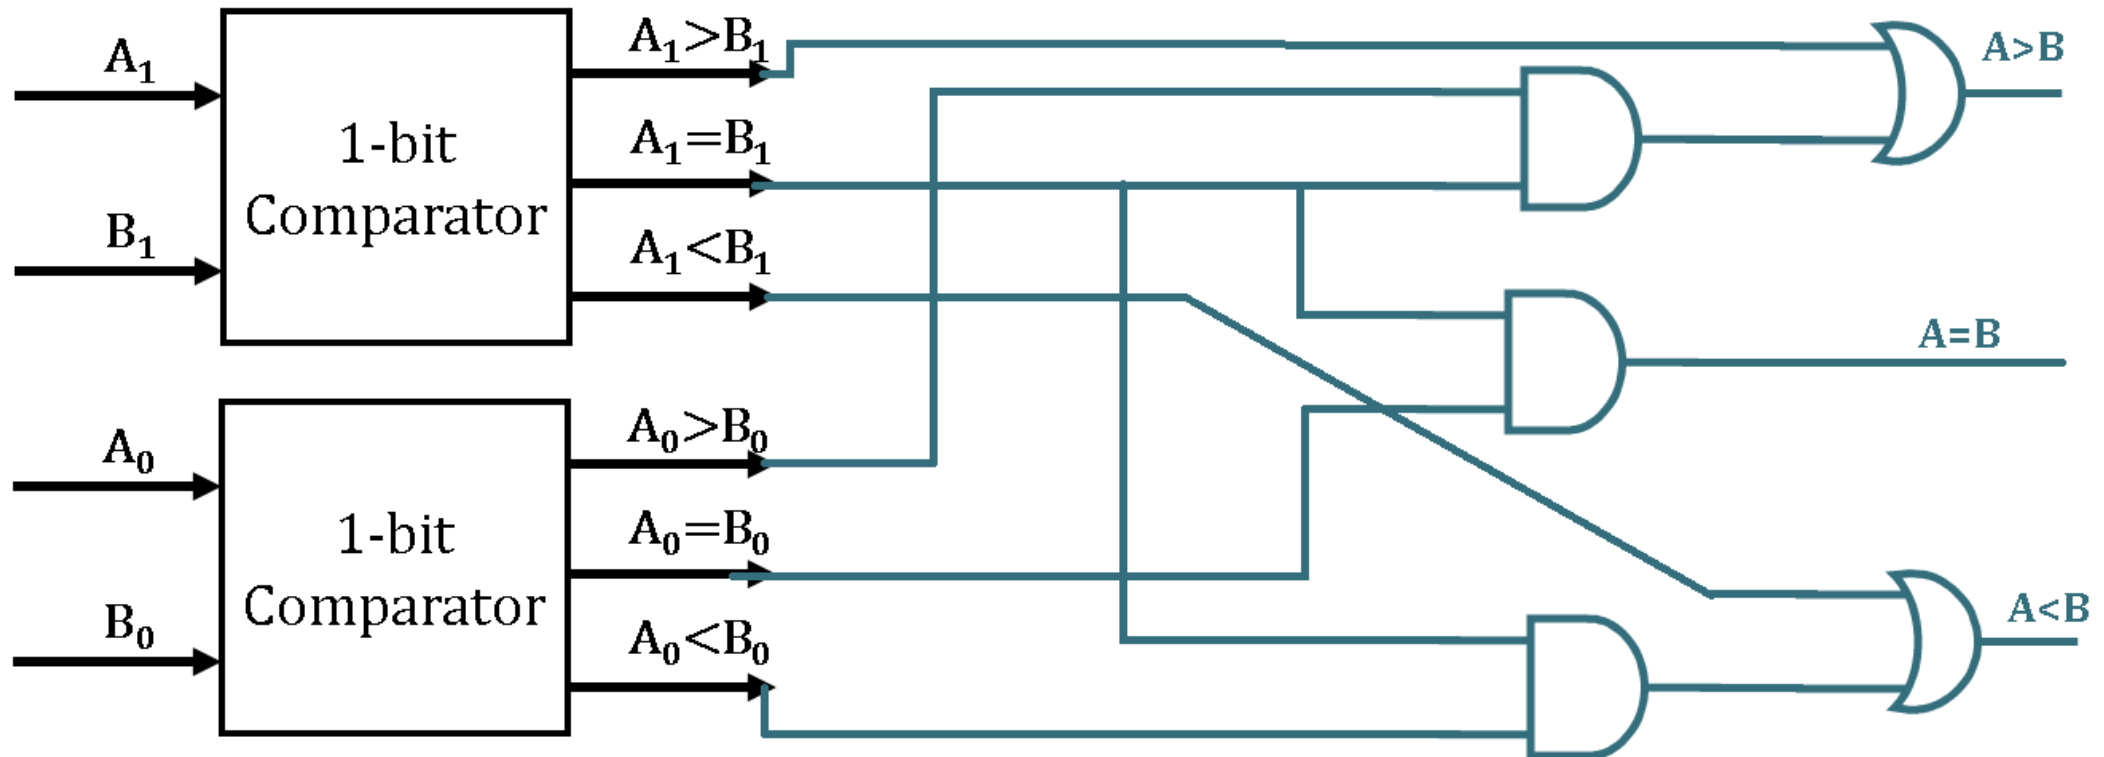 A₁
B₁
1-bit
Comparator
A₁>B₁
A₁=B₁
A₁<B₁
A₀
B₀
1-bit
Comparator
A₀>B₀
A₀=B₀
A₀<B₀
A>B
A=B
A<B